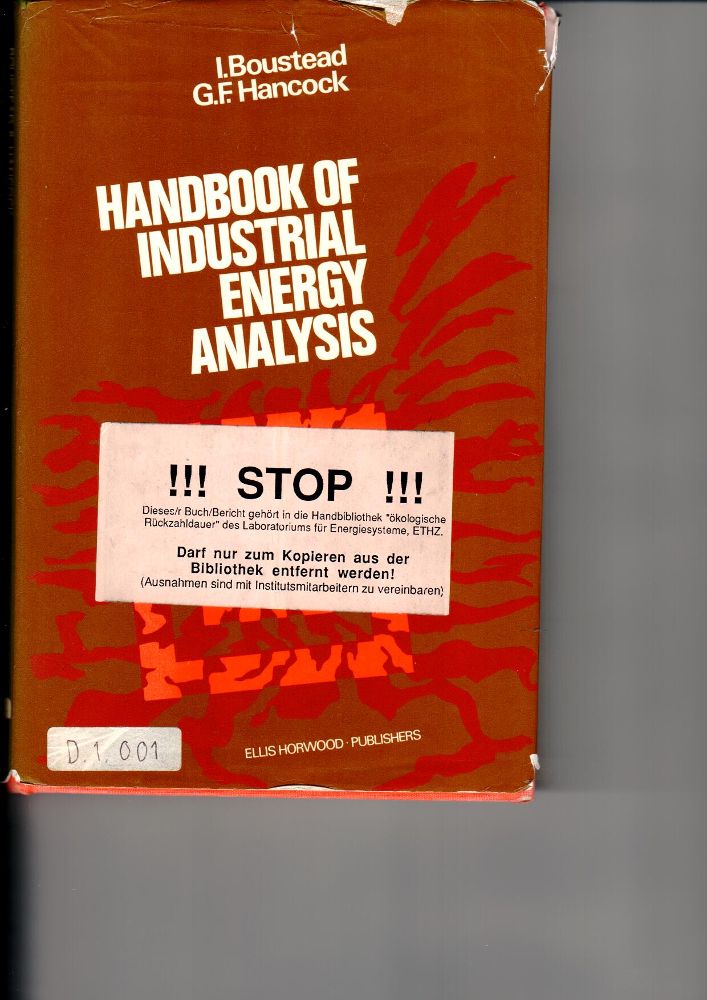 I.Boustead
G.F. Hancock
HANDBOOK OF
INDUSTRIAL
ENERGY
ANALYSIS
!!! STOP !!!
Dieses/r Buch/Bericht gehört in die Handbibliothek "ökologische
Rückzahldauer" des Laboratoriums für Energiesysteme, ETHZ.
Darf nur zum Kopieren aus der
Bibliothek entfernt werden!
(Ausnahmen sind mit Institutsmitarbeitern zu vereinbaren)
D.1.001
ELLIS HORWOOD · PUBLISHERS